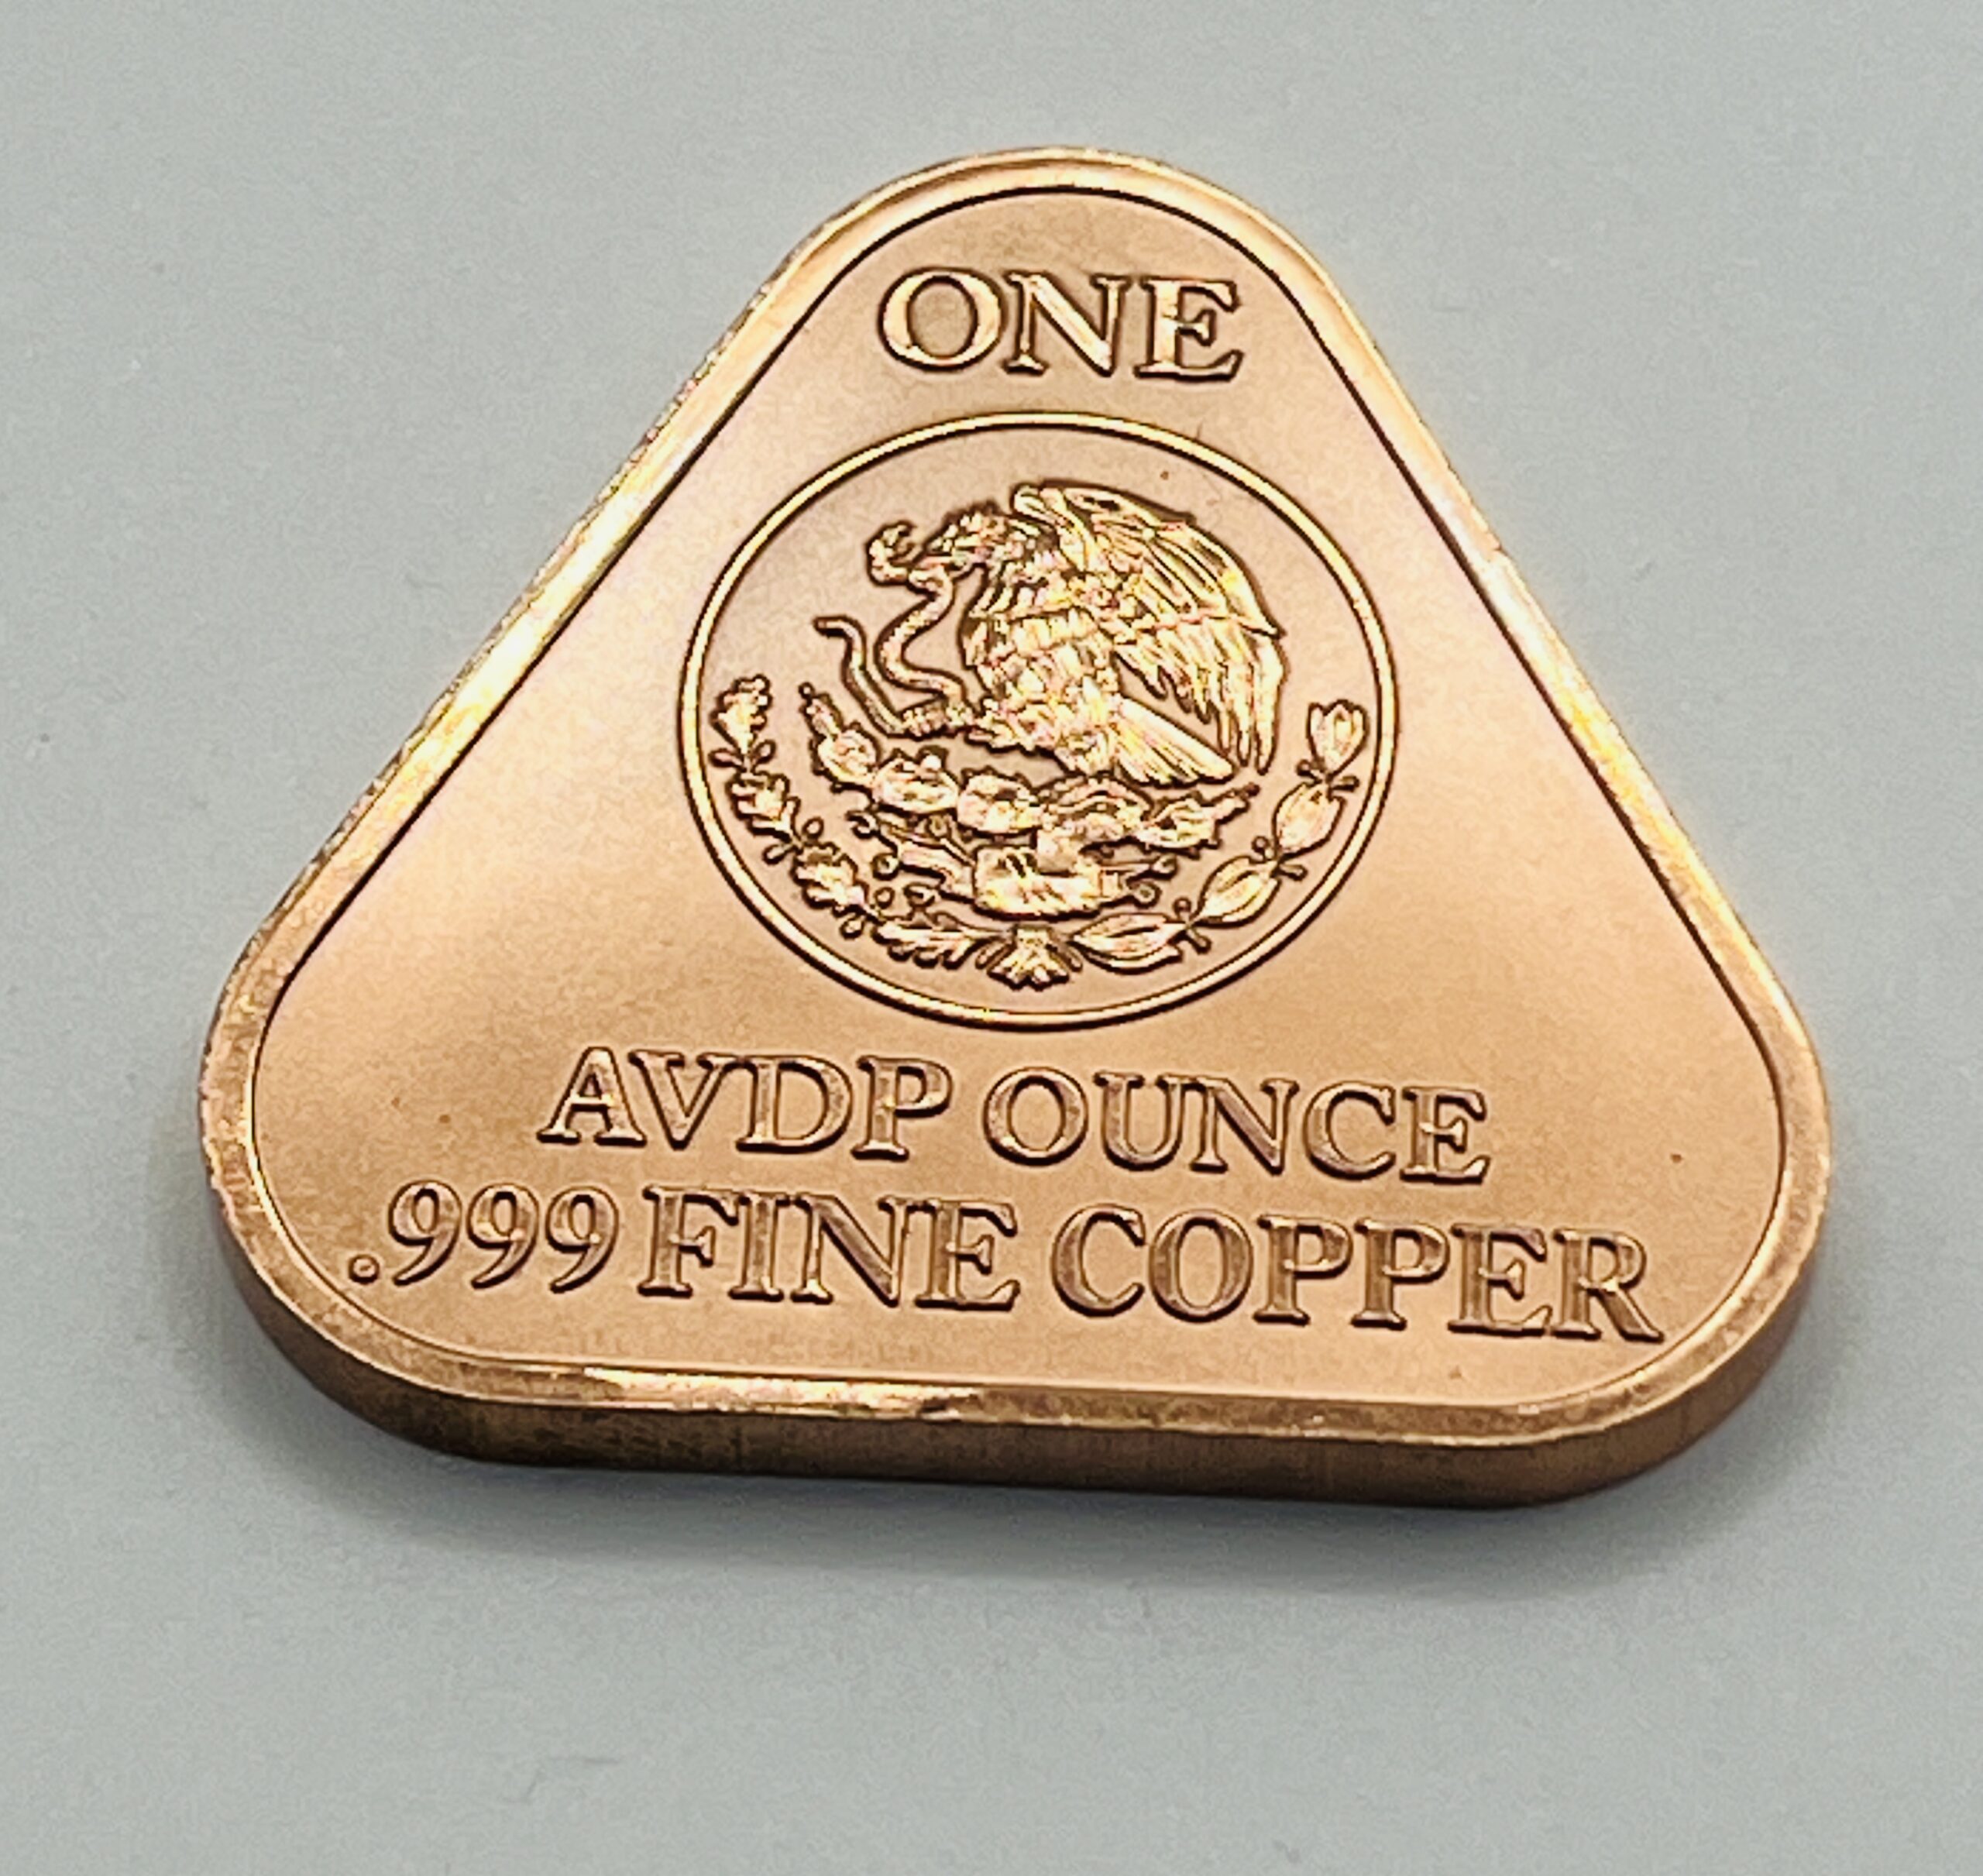 ONE
AVDP OUNCE
.999 FINE COPPER